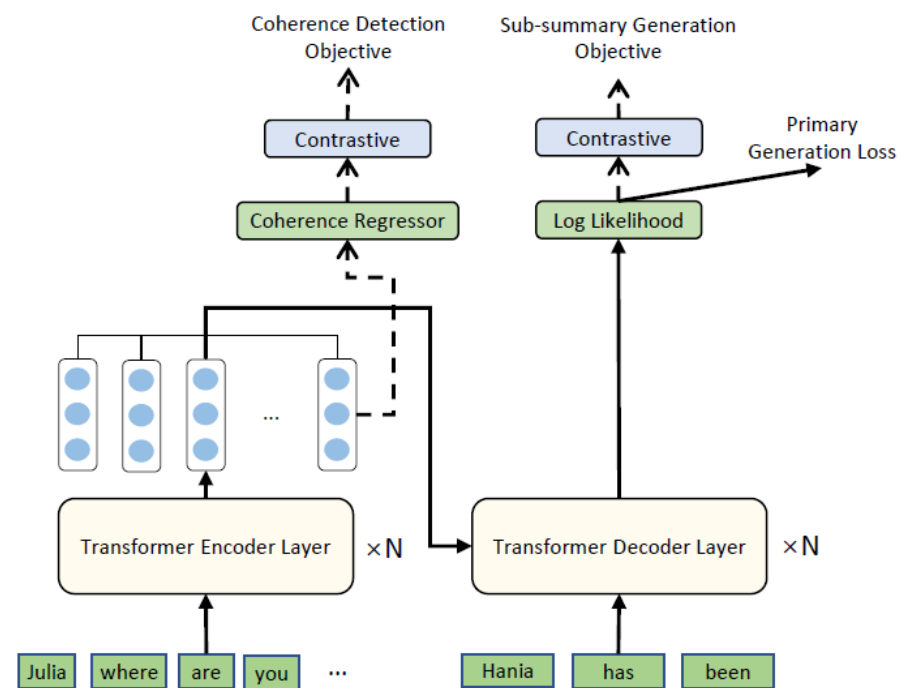 Coherence Detection
Objective
Sub-summary Generation
Objective
Contrastive
Contrastive
Primary
Generation Loss
Coherence Regressor
Log Likelihood
...
Transformer Encoder Layer
×N
Transformer Decoder Layer
×N
Julia where are you ...
Hania has been